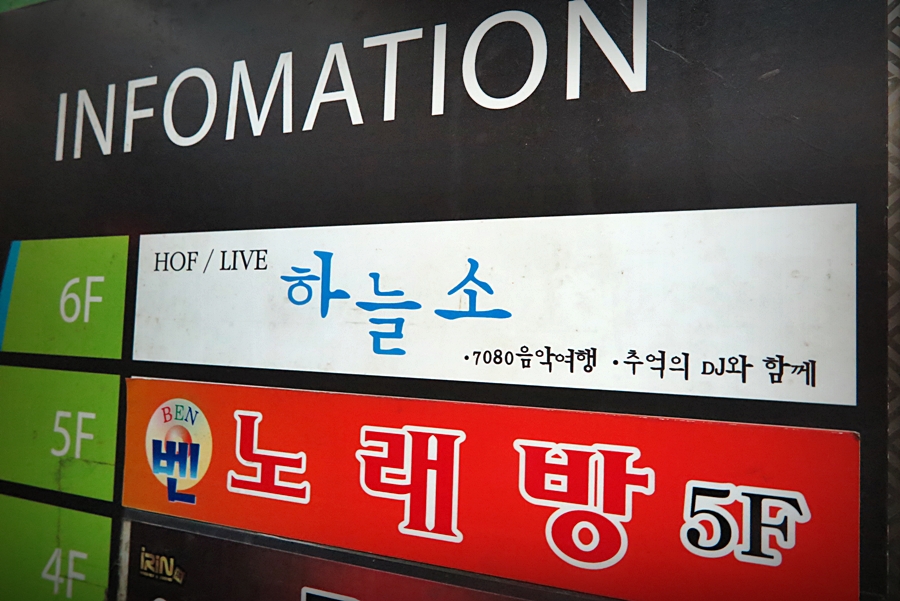 INFOMATION
6F
HOF / LIVE
하늘소
·7080음악여행 ·추억의 DJ와 함께
5F
BEN
벤
노래방 5F
4F
iRiN